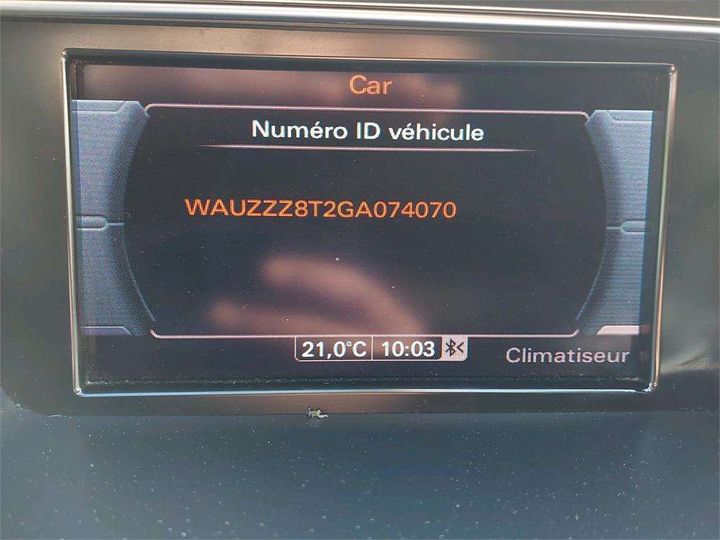 Car
Numéro ID véhicule
WAUZZZ8T2GA074070
21,0°C 10:03
Climatiseur